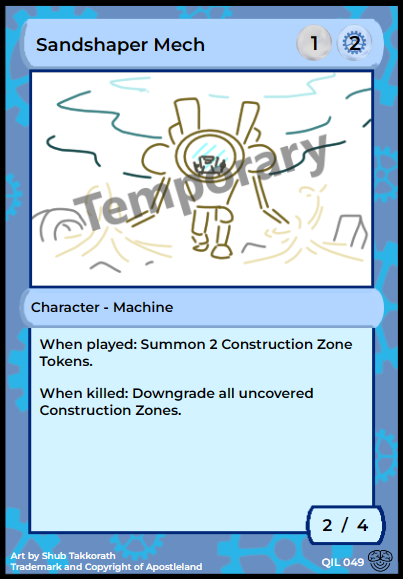 Sandshaper Mech
1 2
Temporary
Character - Machine
When played: Summon 2 Construction Zone
Tokens.
When killed: Downgrade all uncovered
Construction Zones.
2 / 4
Art by Shub Takkorath
Trademark and Copyright of Apostleland
QIL 049